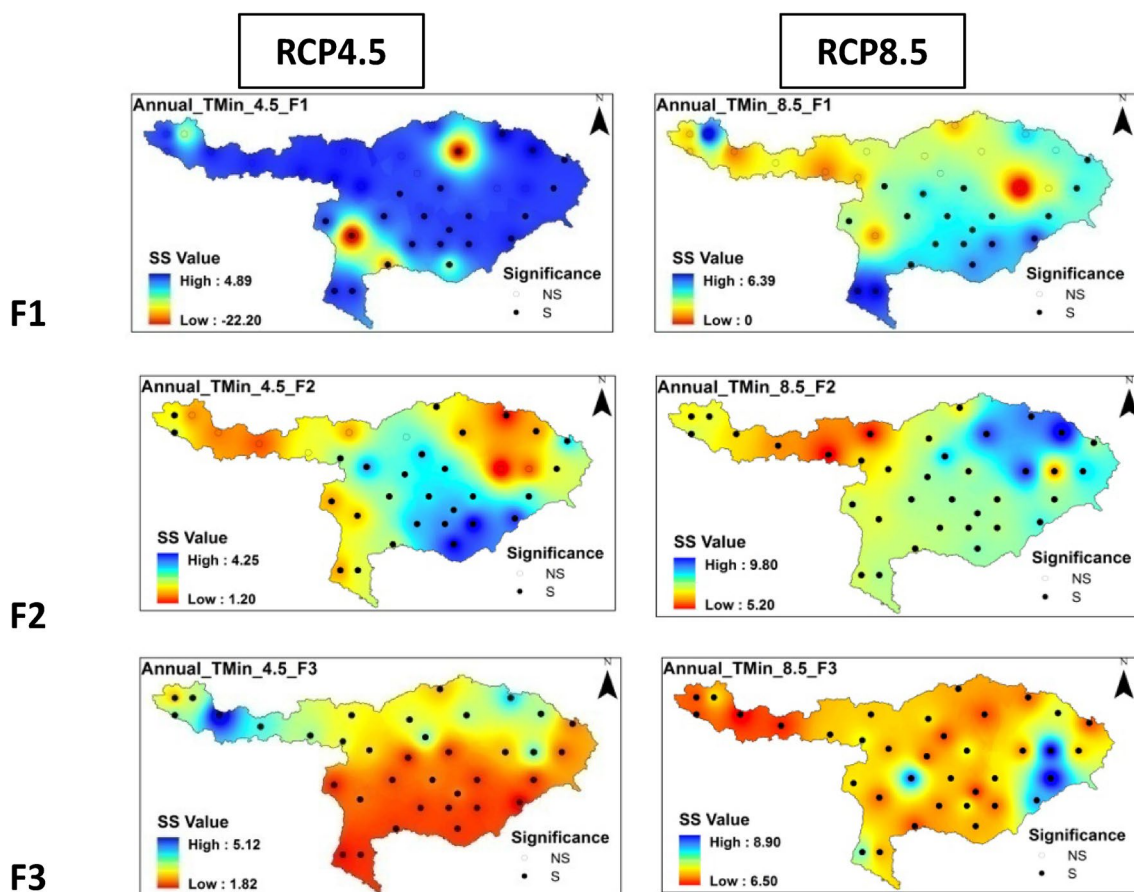 RCP4.5
RCP8.5
Annual_TMin_4.5_F1
N
SS Value
High : 4.89
Low : -22.20
Significance
NS
S
Annual_TMin_8.5_F1
N
SS Value
High : 6.39
Low : 0
Significance
NS
S
F1
Annual_TMin_4.5_F2
N
SS Value
High : 4.25
Low : 1.20
Significance
NS
S
Annual_TMin_8.5_F2
N
SS Value
High : 9.80
Low : 5.20
Significance
NS
S
F2
Annual_TMin_4.5_F3
N
SS Value
High : 5.12
Low : 1.82
Significance
NS
S
Annual_TMin_8.5_F3
N
SS Value
High : 8.90
Low : 6.50
Significance
NS
S
F3